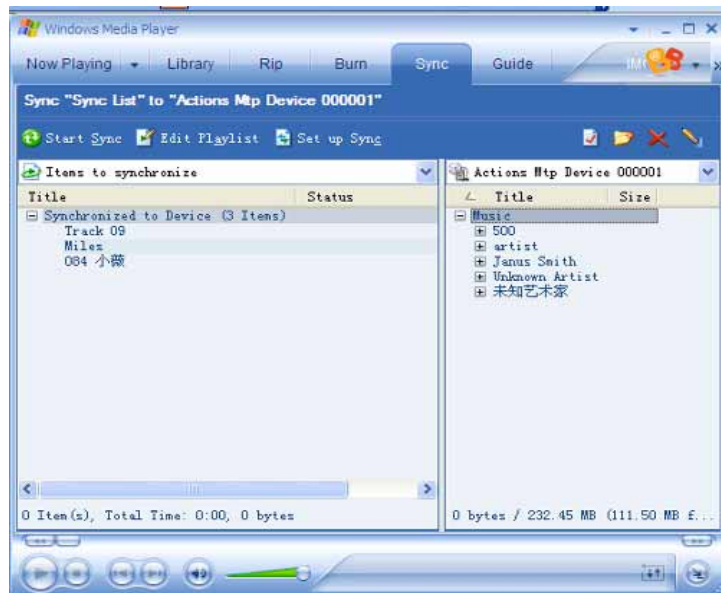 Windows Media Player
Now Playing Library Rip Burn Sync Guide
Sync "Sync List" to "Actions Mtp Device 000001"
Start Sync Edit Playlist Set up Sync
Items to synchronize
Title Status
Synchronized to Device (3 Items)
Track 09
Miles
084 小薇
0 Item(s), Total Time: 0:00, 0 bytes
Actions Mtp Device 000001
Title Size
Music
500
artist
Janus Smith
Unknown Artist
未知艺术家
0 bytes / 232.45 MB (111.50 MB f...